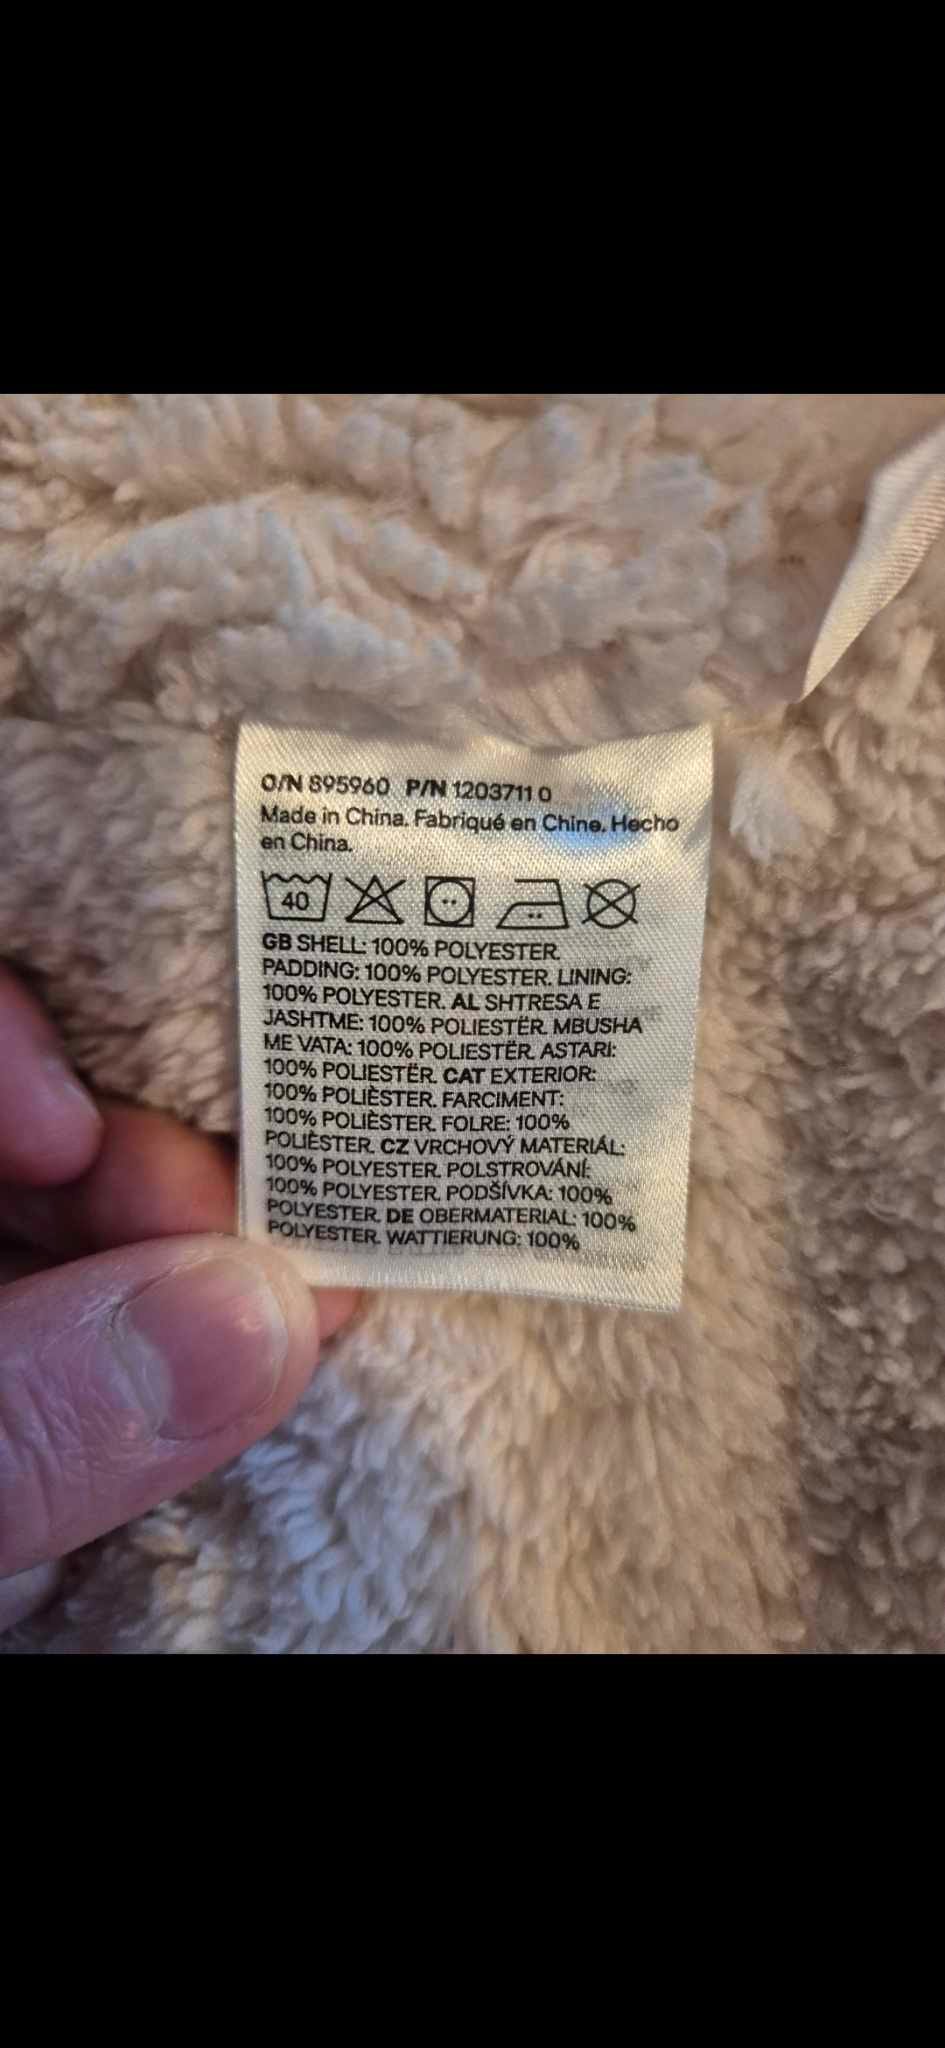 O/N 895960 P/N 1203711 0
Made in China. Fabriqué en Chine. Hecho
en China.
40
GB SHELL: 100% POLYESTER.
PADDING: 100% POLYESTER. LINING:
100% POLYESTER. AL SHTRESA E
JASHTME: 100% POLIESTËR. MBUSHA
ME VATA: 100% POLIESTËR. ASTARI:
100% POLIESTËR. CAT EXTERIOR:
100% POLIÈSTER. FARCIMENT:
100% POLIÈSTER. FOLRE: 100%
POLIÈSTER. CZ VRCHOVÝ MATERIÁL:
100% POLYESTER. POLSTROVÁNÍ:
100% POLYESTER. PODŠÍVKA: 100%
POLYESTER. DE OBERMATERIAL: 100%
POLYESTER. WATTIERUNG: 100%